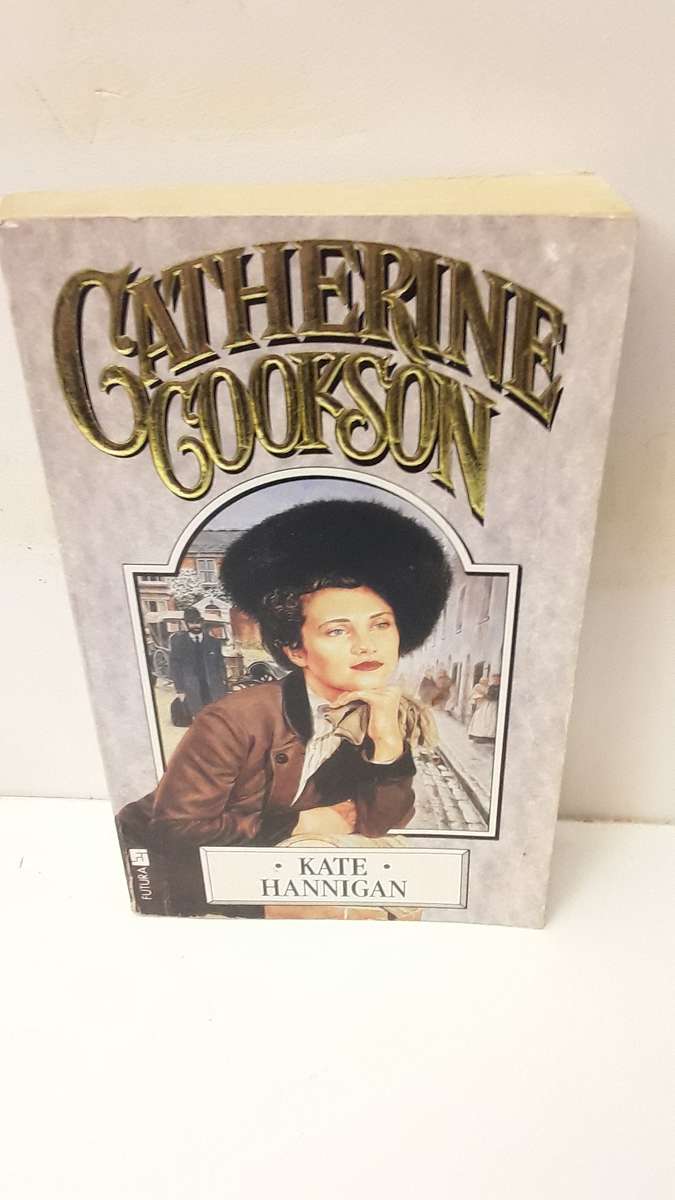 CATHERINE
COOKSON
· KATE ·
HANNIGAN
FUTURA